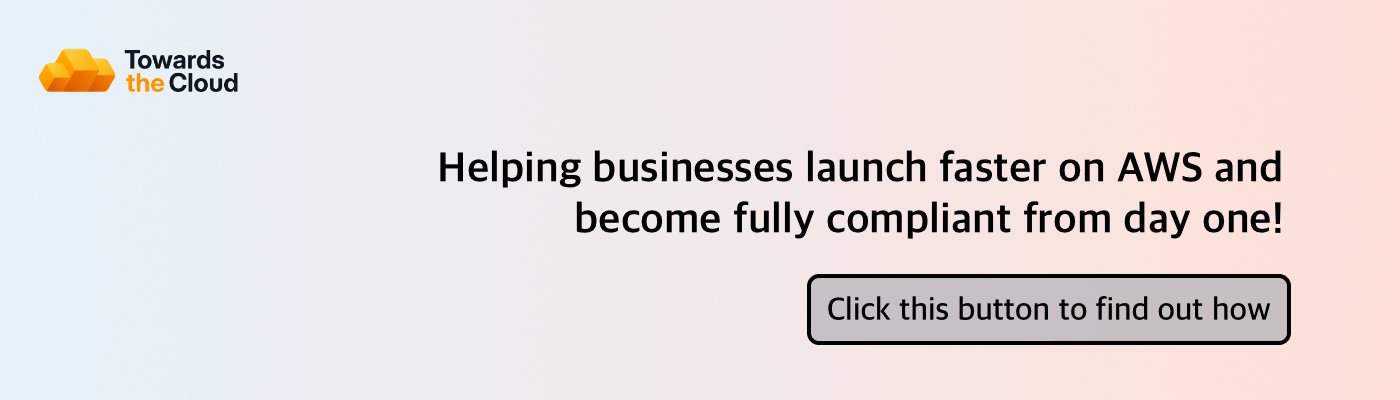 Towards
the Cloud
Helping businesses launch faster on AWS and
become fully compliant from day one!
Click this button to find out how